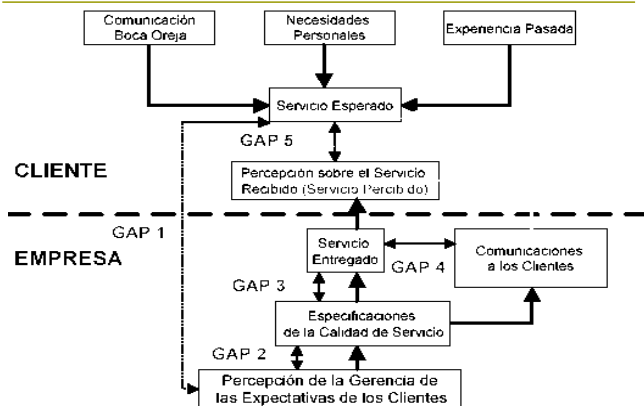 Comunicación
Boca Oreja
Necesidades
Personales
Experiencia Pasada
Servicio Esperado
GAP 5
CLIENTE
Percepción sobre el Servicio
Recibido (Servicio Percibido)
GAP 1
EMPRESA
Servicio
Entregado
GAP 4
Comunicaciones
a los Clientes
GAP 3
Especificaciones
de la Calidad de Servicio
GAP 2
Percepción de la Gerencia de
las Expectativas de los Clientes